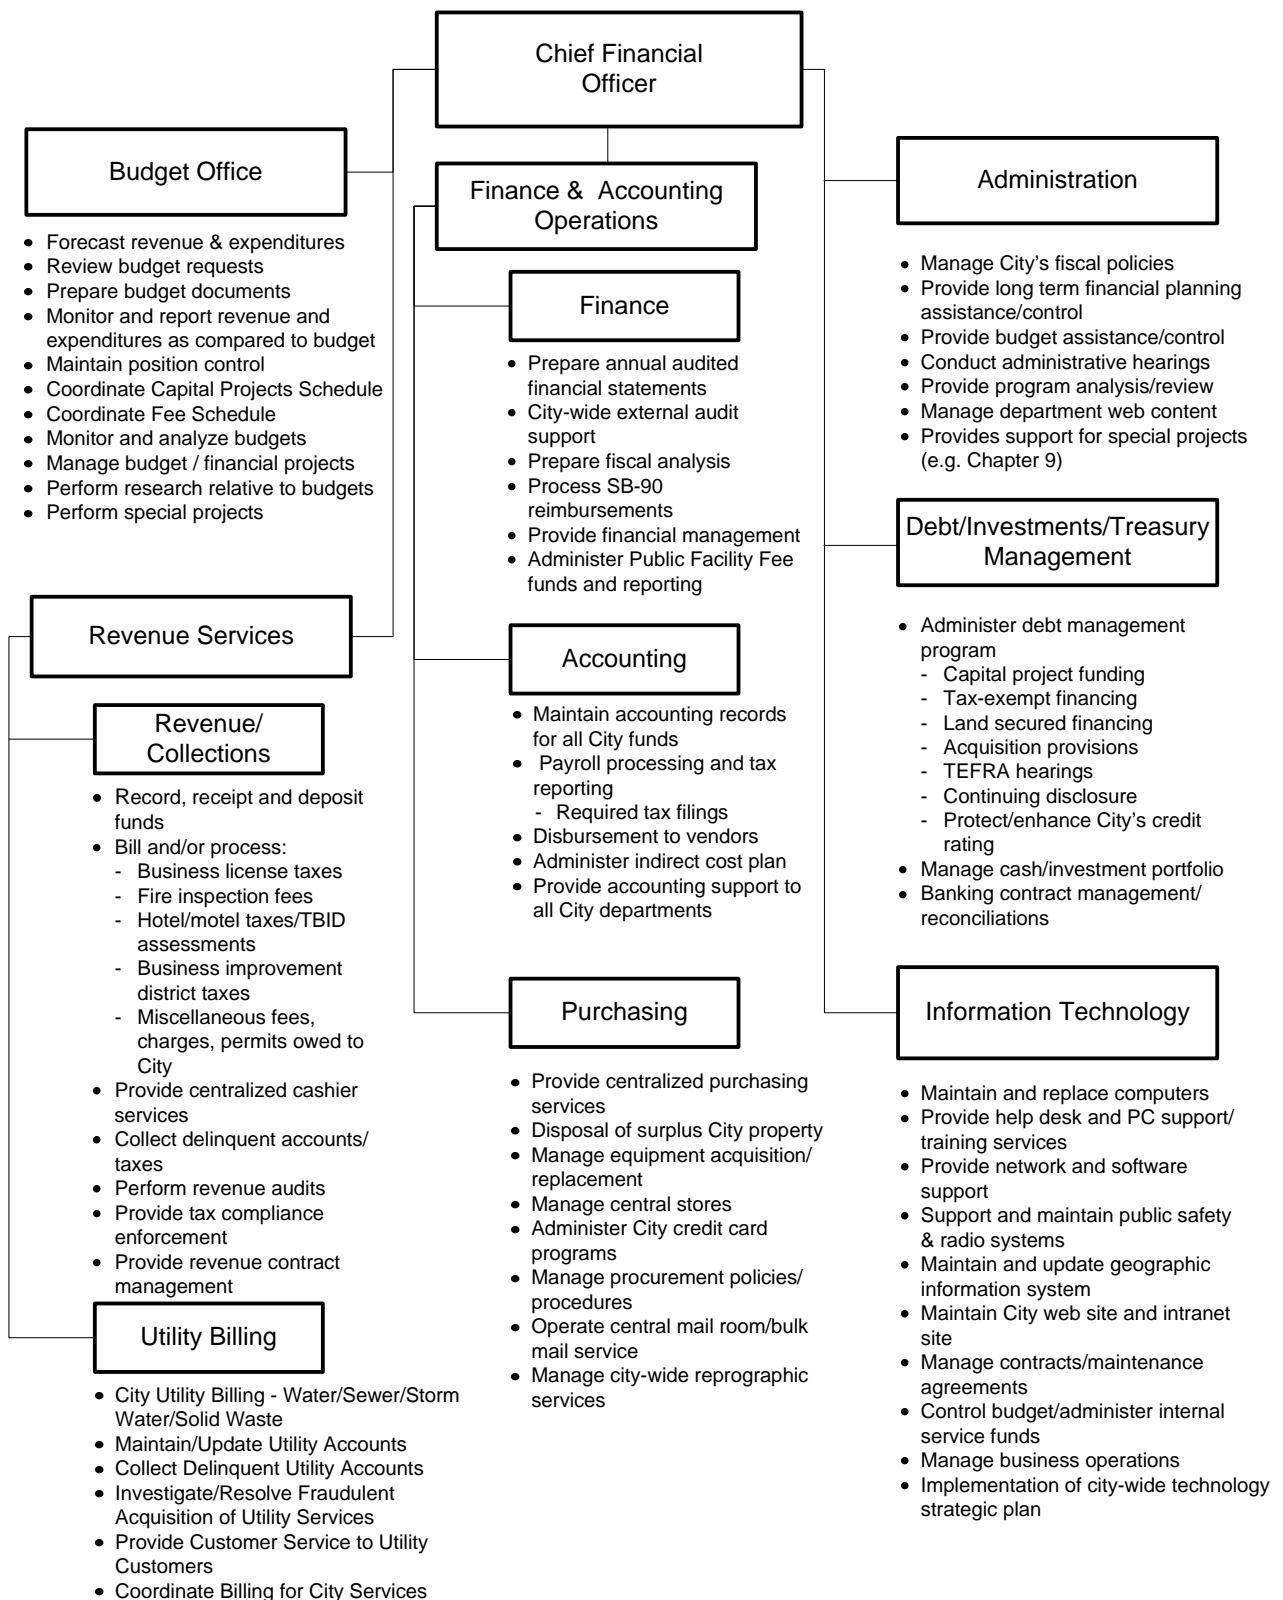 Chief Financial
Officer
Budget Office
• Forecast revenue & expenditures
• Review budget requests
• Prepare budget documents
• Monitor and report revenue and
expenditures as compared to budget
• Maintain position control
• Coordinate Capital Projects Schedule
• Coordinate Fee Schedule
• Monitor and analyze budgets
• Manage budget / financial projects
• Perform research relative to budgets
• Perform special projects
Revenue Services
Revenue/
Collections
• Record, receipt and deposit
funds
• Bill and/or process:
- Business license taxes
- Fire inspection fees
- Hotel/motel taxes/TBID
assessments
- Business improvement
district taxes
- Miscellaneous fees,
charges, permits owed to
City
• Provide centralized cashier
services
• Collect delinquent accounts/
taxes
• Perform revenue audits
• Provide tax compliance
enforcement
• Provide revenue contract
management
Utility Billing
• City Utility Billing - Water/Sewer/Storm
Water/Solid Waste
• Maintain/Update Utility Accounts
• Collect Delinquent Utility Accounts
• Investigate/Resolve Fraudulent
Acquisition of Utility Services
• Provide Customer Service to Utility
Customers
• Coordinate Billing for City Services
Finance & Accounting
Operations
Finance
• Prepare annual audited
financial statements
• City-wide external audit
support
• Prepare fiscal analysis
• Process SB-90
reimbursements
• Provide financial management
• Administer Public Facility Fee
funds and reporting
Accounting
• Maintain accounting records
for all City funds
• Payroll processing and tax
reporting
- Required tax filings
• Disbursement to vendors
• Administer indirect cost plan
• Provide accounting support to
all City departments
Purchasing
• Provide centralized purchasing
services
• Disposal of surplus City property
• Manage equipment acquisition/
replacement
• Manage central stores
• Administer City credit card
programs
• Manage procurement policies/
procedures
• Operate central mail room/bulk
mail service
• Manage city-wide reprographic
services
Administration
• Manage City’s fiscal policies
• Provide long term financial planning
assistance/control
• Provide budget assistance/control
• Conduct administrative hearings
• Provide program analysis/review
• Manage department web content
• Provides support for special projects
(e.g. Chapter 9)
Debt/Investments/Treasury
Management
• Administer debt management
program
- Capital project funding
- Tax-exempt financing
- Land secured financing
- Acquisition provisions
- TEFRA hearings
- Continuing disclosure
- Protect/enhance City’s credit
rating
• Manage cash/investment portfolio
• Banking contract management/
reconciliations
Information Technology
• Maintain and replace computers
• Provide help desk and PC support/
training services
• Provide network and software
support
• Support and maintain public safety
& radio systems
• Maintain and update geographic
information system
• Maintain City web site and intranet
site
• Manage contracts/maintenance
agreements
• Control budget/administer internal
service funds
• Manage business operations
• Implementation of city-wide technology
strategic plan